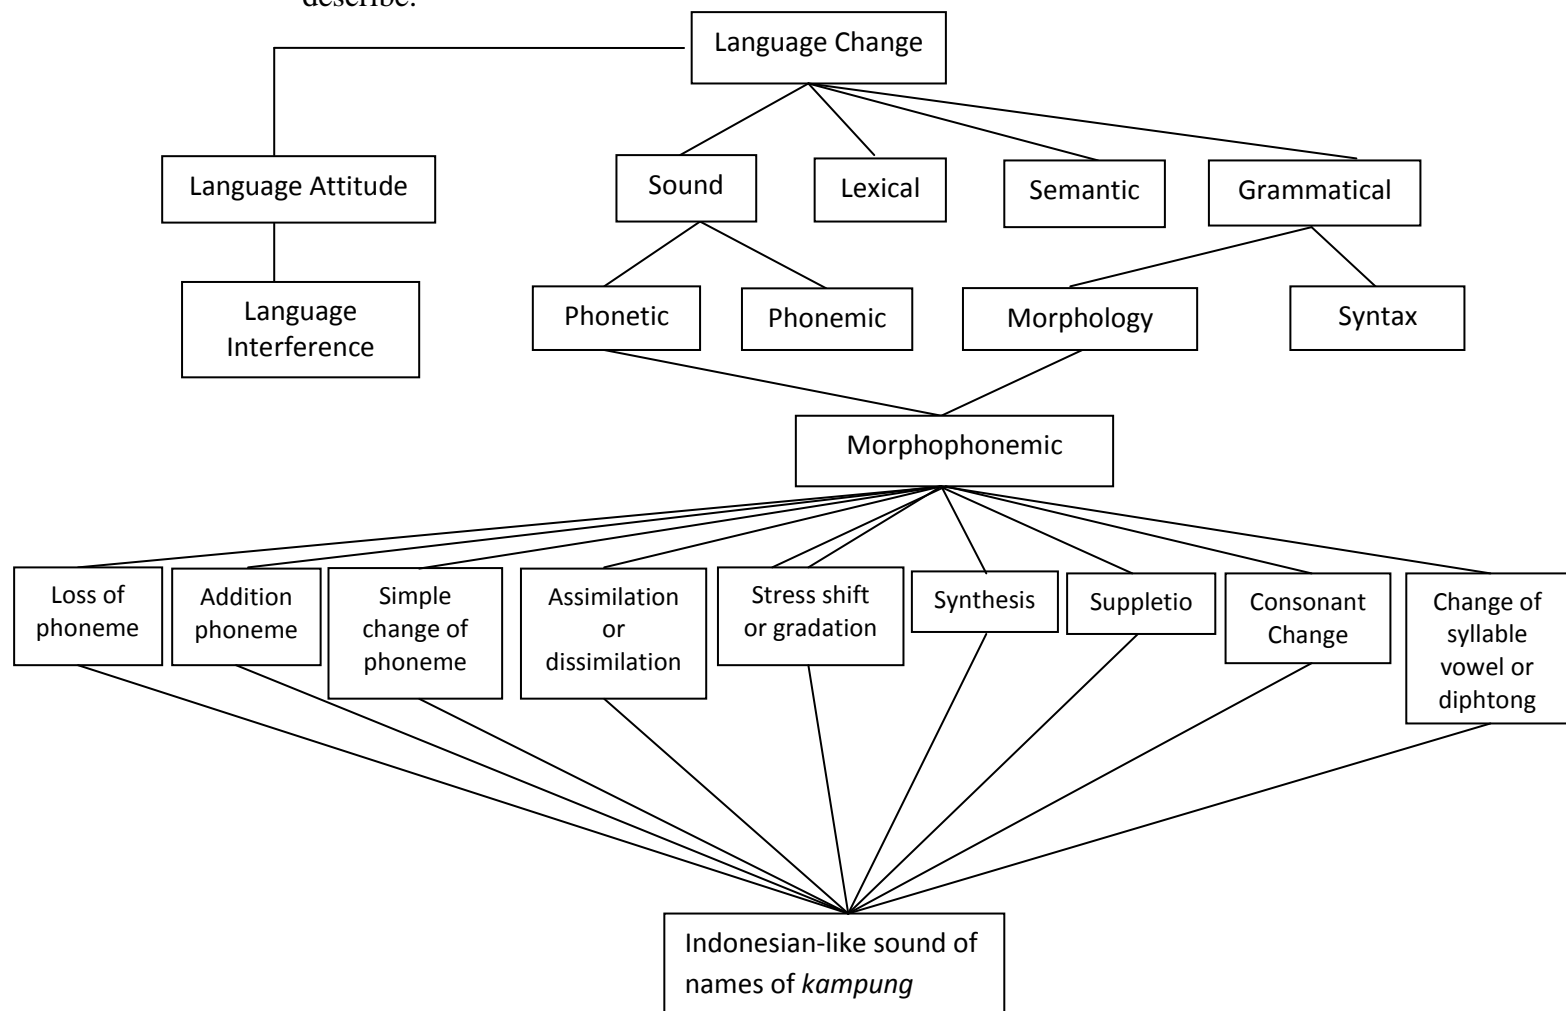 describe.
Language Change
Language Attitude
Sound
Lexical
Semantic
Grammatical
Language
Interference
Phonetic
Phonemic
Morphology
Syntax
Morphophonemic
Loss of
phoneme
Addition
phoneme
Simple
change of
phoneme
Assimilation
or
dissimilation
Stress shift
or gradation
Synthesis
Suppletio
Consonant
Change
Change of
syllable
vowel or
diphtong
Indonesian-like sound of
names of kampung